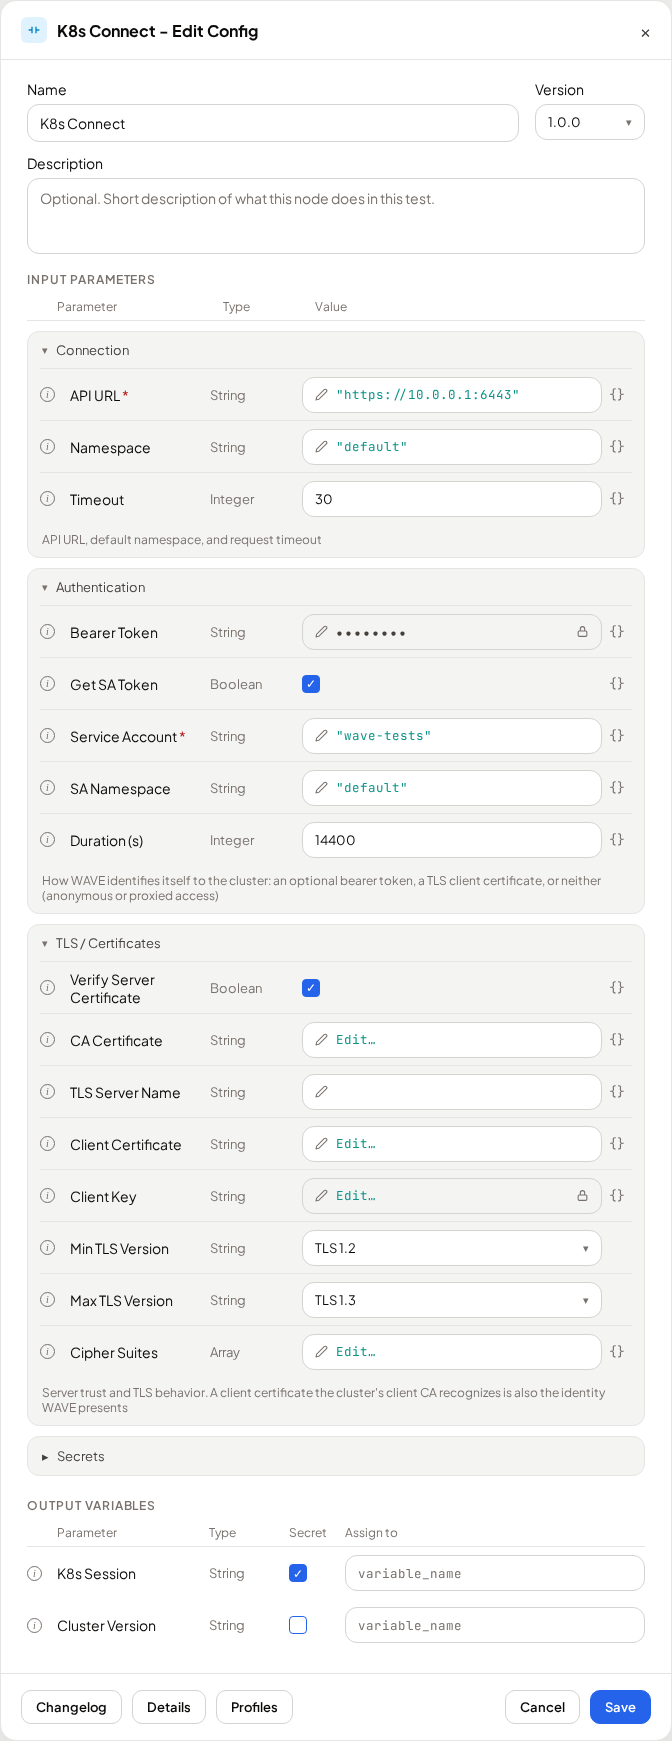 K8s Connect – Edit Config
×
Name
Version
K8s Connect
1.0.0
Description
Optional. Short description of what this node does in this test.
INPUT PARAMETERS
Parameter Type Value
Connection
API URL * String "https://10.0.0.1:6443" {}
Namespace String "default" {}
Timeout Integer 30 {}
API URL, default namespace, and request timeout
Authentication
Bearer Token String •••••••• {}
Get SA Token Boolean {}
Service Account * String "wave-tests" {}
SA Namespace String "default" {}
Duration (s) Integer 14400 {}
How WAVE identifies itself to the cluster: an optional bearer token, a TLS client certificate, or neither
(anonymous or proxied access)
TLS / Certificates
Verify Server
Certificate Boolean {}
CA Certificate String Edit… {}
TLS Server Name String {}
Client Certificate String Edit… {}
Client Key String Edit… {}
Min TLS Version String TLS 1.2
Max TLS Version String TLS 1.3
Cipher Suites Array Edit… {}
Server trust and TLS behavior. A client certificate the cluster's client CA recognizes is also the identity
WAVE presents
Secrets
OUTPUT VARIABLES
Parameter Type Secret Assign to
K8s Session String variable_name
Cluster Version String variable_name
Changelog Details Profiles Cancel Save